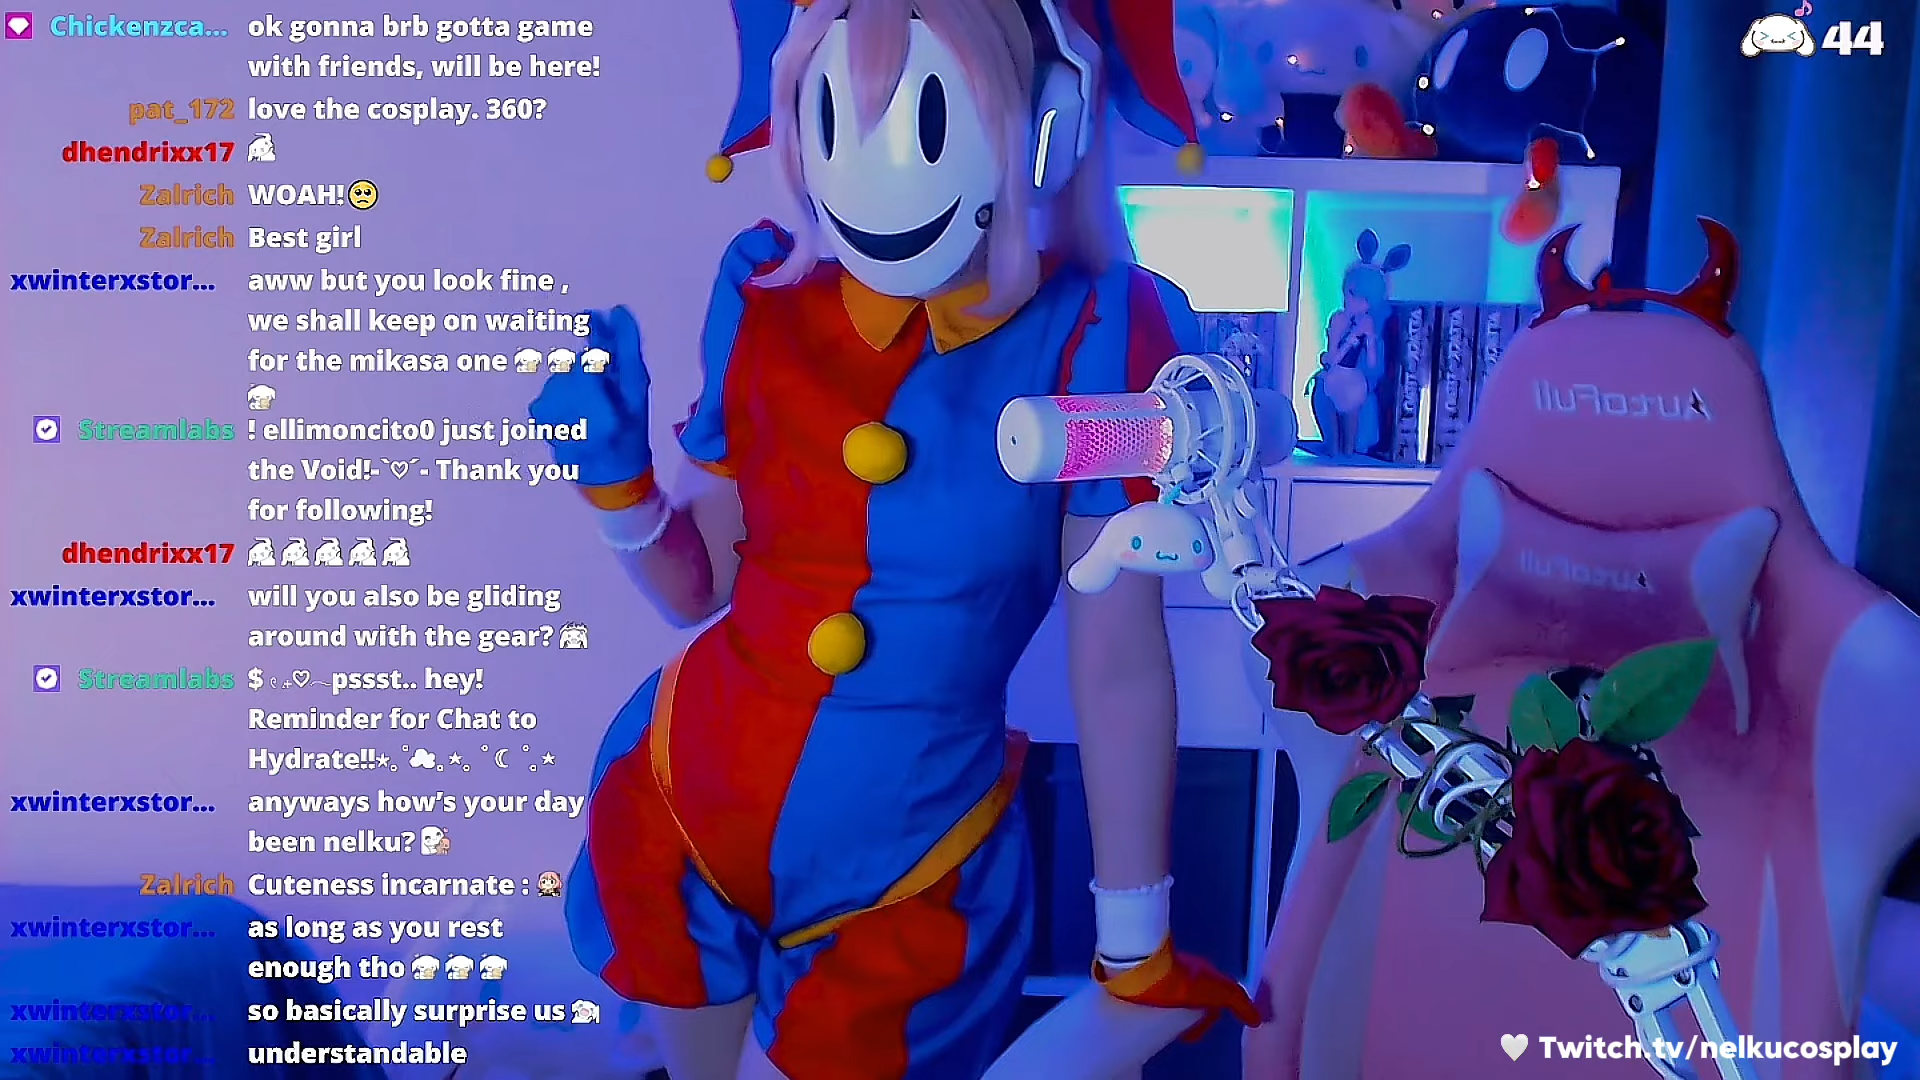 Chickenzca... ok gonna brb gotta game
with friends, will be here!
pat_172 love the cosplay. 360?
dhendrixx17
Zalrich WOAH!🥺
Zalrich Best girl
xwinterxstor... aww but you look fine ,
we shall keep on waiting
for the mikasa one
Streamlabs ! ellimoncito0 just joined
the Void!-`♡´- Thank you
for following!
dhendrixx17
xwinterxstor... will you also be gliding
around with the gear?
Streamlabs $ ₊♡︵pssst.. hey!
Reminder for Chat to
Hydrate!!⋆｡˚☁︎｡⋆｡ ˚☾ ˚｡⋆
xwinterxstor... anyways how’s your day
been nelku?
Zalrich Cuteness incarnate :
xwinterxstor... as long as you rest
enough tho
xwinterxstor... so basically surprise us
xwinterxstor... understandable
44
AutoFull
AutoFull
🤍 Twitch.tv/nelkucosplay